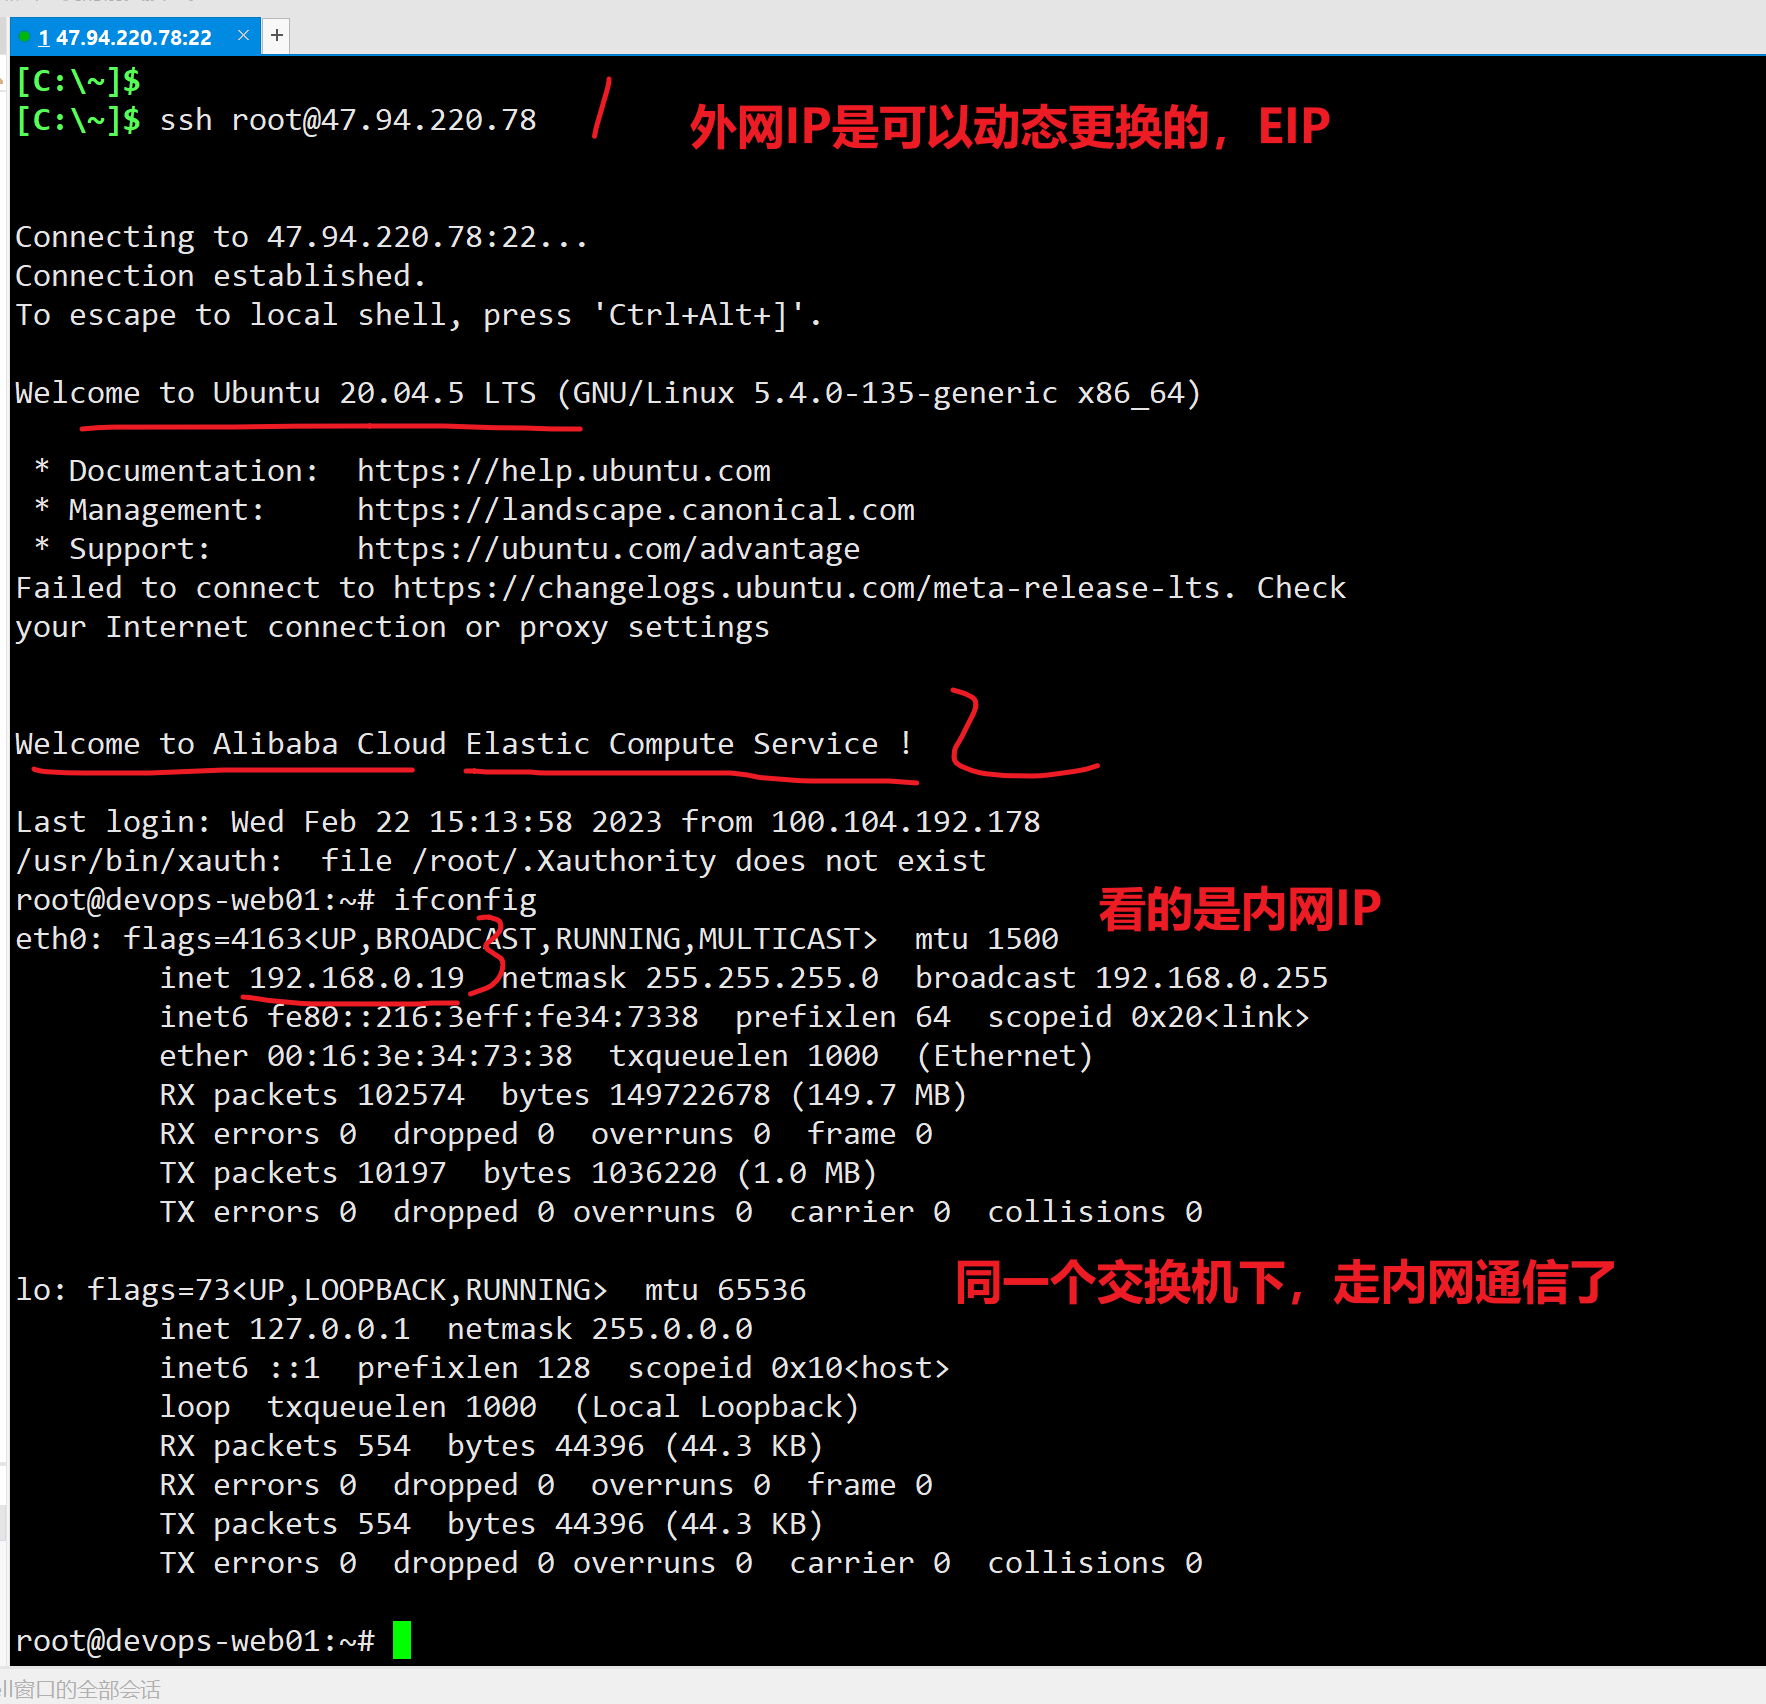 1 47.94.220.78:22 × +
[C:\~]$
[C:\~]$ ssh root@47.94.220.78
外网IP是可以动态更换的，EIP
Connecting to 47.94.220.78:22...
Connection established.
To escape to local shell, press 'Ctrl+Alt+]'.
Welcome to Ubuntu 20.04.5 LTS (GNU/Linux 5.4.0-135-generic x86_64)
* Documentation:  https://help.ubuntu.com
* Management:     https://landscape.canonical.com
* Support:        https://ubuntu.com/advantage
Failed to connect to https://changelogs.ubuntu.com/meta-release-lts. Check
your Internet connection or proxy settings
Welcome to Alibaba Cloud Elastic Compute Service !
Last login: Wed Feb 22 15:13:58 2023 from 100.104.192.178
/usr/bin/xauth:  file /root/.Xauthority does not exist
root@devops-web01:~# ifconfig
看的是内网IP
eth0: flags=4163<UP,BROADCAST,RUNNING,MULTICAST>  mtu 1500
inet 192.168.0.19  netmask 255.255.255.0  broadcast 192.168.0.255
inet6 fe80::216:3eff:fe34:7338  prefixlen 64  scopeid 0x20<link>
ether 00:16:3e:34:73:38  txqueuelen 1000  (Ethernet)
RX packets 102574  bytes 149722678 (149.7 MB)
RX errors 0  dropped 0  overruns 0  frame 0
TX packets 10197  bytes 1036220 (1.0 MB)
TX errors 0  dropped 0 overruns 0  carrier 0  collisions 0
同一个交换机下，走内网通信了
lo: flags=73<UP,LOOPBACK,RUNNING>  mtu 65536
inet 127.0.0.1  netmask 255.0.0.0
inet6 ::1  prefixlen 128  scopeid 0x10<host>
loop  txqueuelen 1000  (Local Loopback)
RX packets 554  bytes 44396 (44.3 KB)
RX errors 0  dropped 0  overruns 0  frame 0
TX packets 554  bytes 44396 (44.3 KB)
TX errors 0  dropped 0 overruns 0  carrier 0  collisions 0
root@devops-web01:~#
ll窗口的全部会话